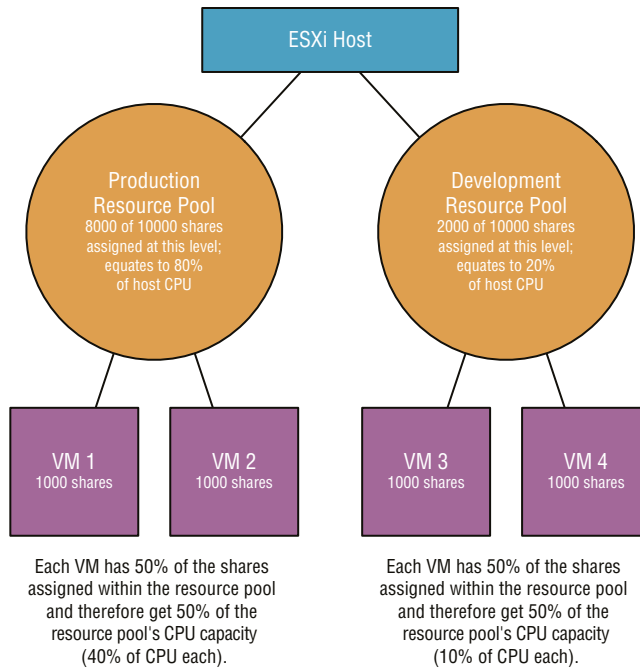 ESXi Host
Production
Resource Pool
8000 of 10000 shares
assigned at this level;
equates to 80%
of host CPU
Development
Resource Pool
2000 of 10000 shares
assigned at this level;
equates to 20%
of host CPU
VM 1
1000 shares
VM 2
1000 shares
VM 3
1000 shares
VM 4
1000 shares
Each VM has 50% of the shares
assigned within the resource pool
and therefore get 50% of the
resource pool's CPU capacity
(40% of CPU each).
Each VM has 50% of the shares
assigned within the resource pool
and therefore get 50% of the
resource pool's CPU capacity
(10% of CPU each).